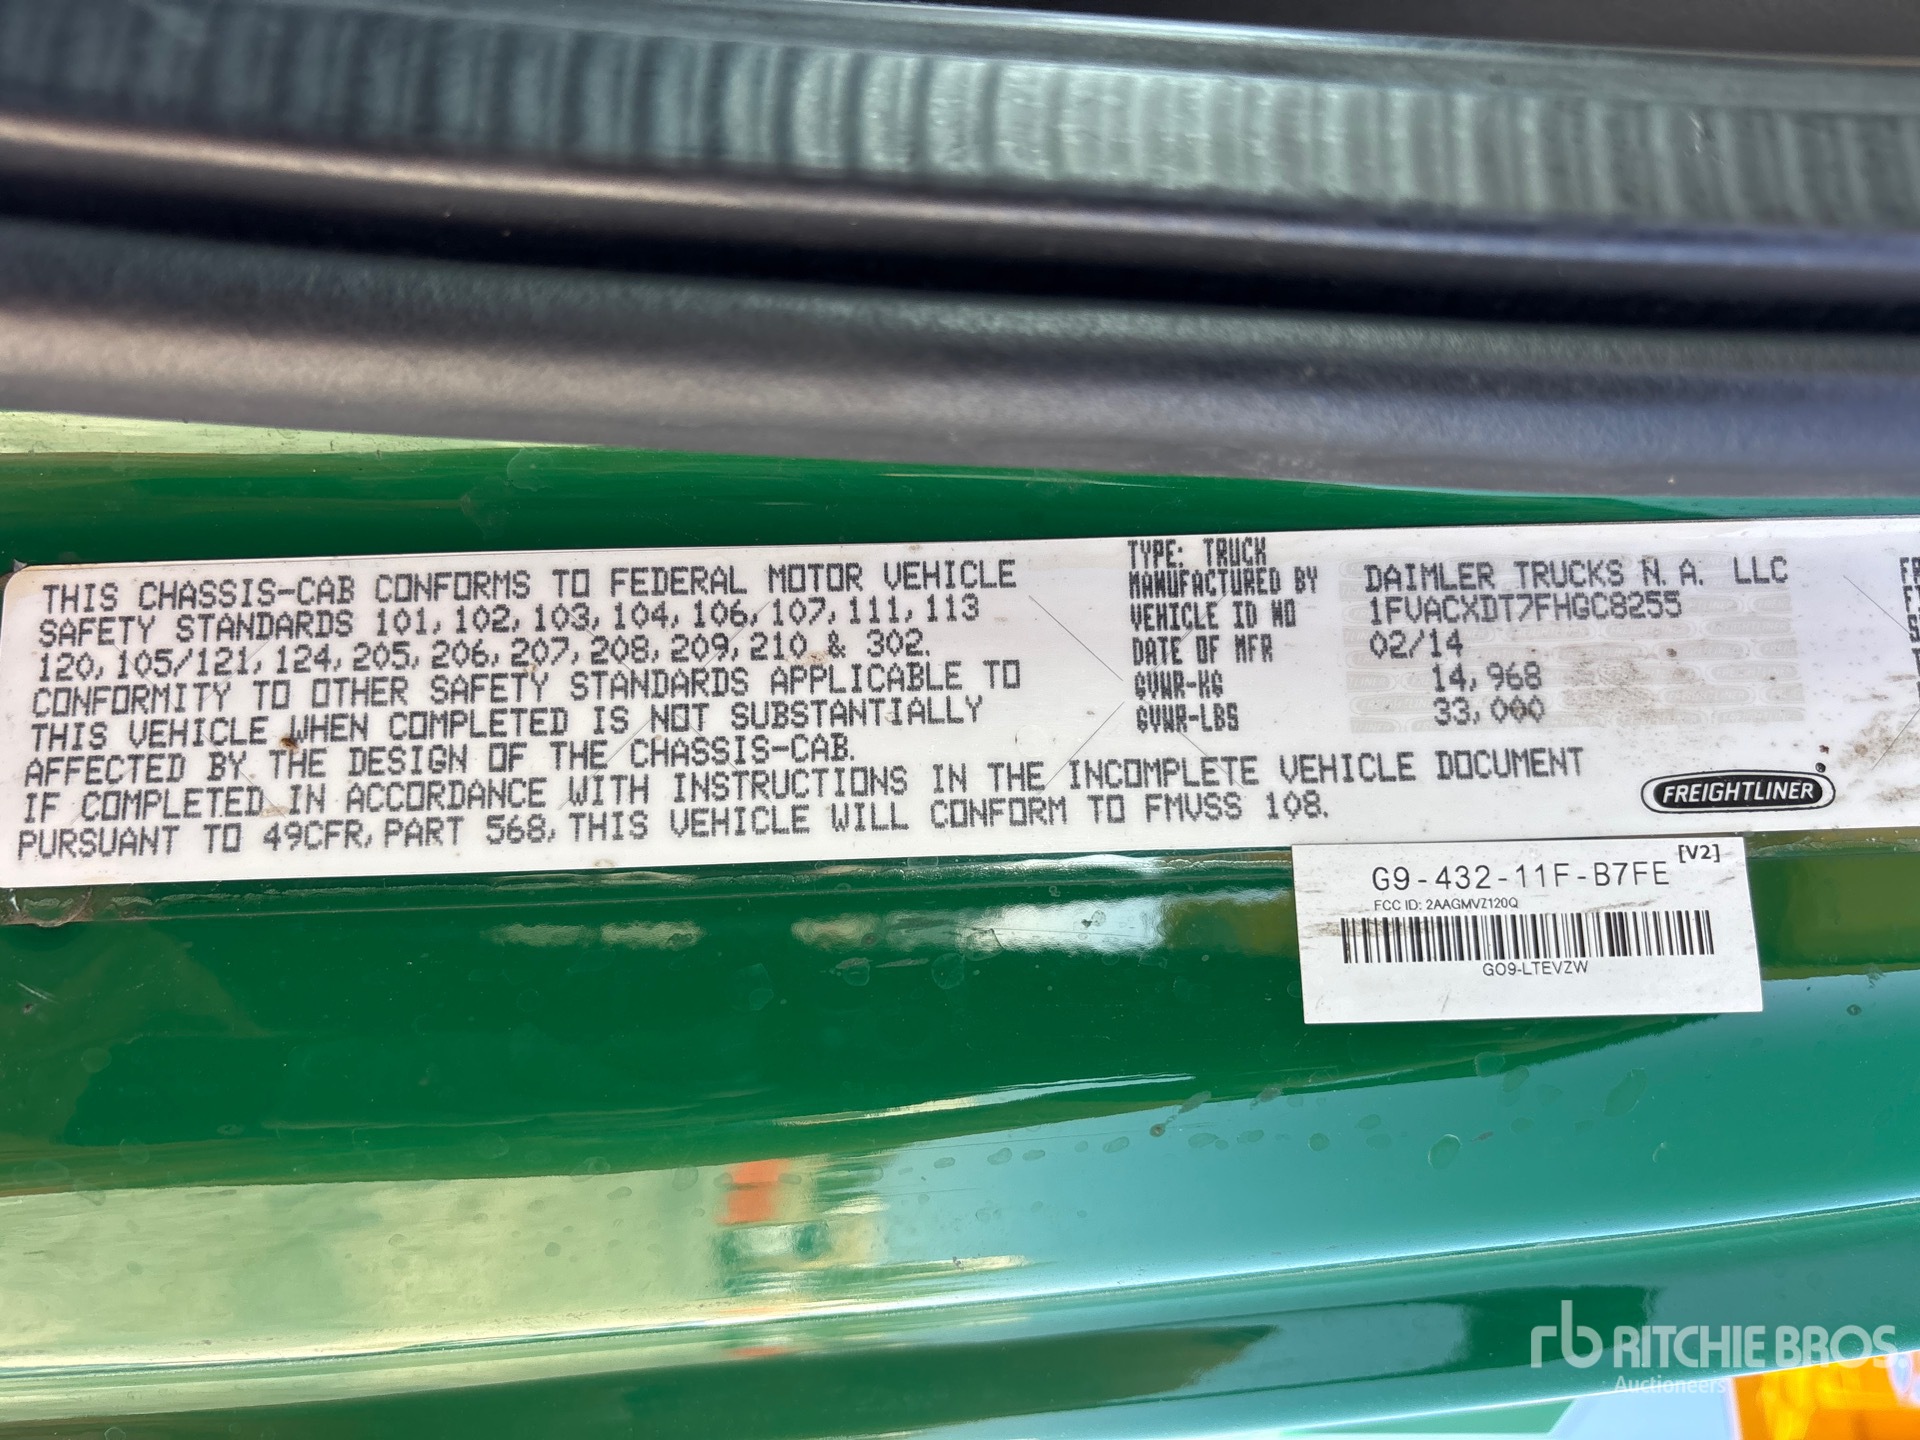 THIS CHASSIS-CAB CONFORMS TO FEDERAL MOTOR VEHICLE
SAFETY STANDARDS 101, 102, 103, 104, 106, 107, 111, 113
120, 105/121, 124, 205, 206, 207, 208, 209, 210 & 302.
CONFORMITY TO OTHER SAFETY STANDARDS APPLICABLE TO
THIS VEHICLE WHEN COMPLETED IS NOT SUBSTANTIALLY
AFFECTED BY THE DESIGN OF THE CHASSIS-CAB.
IF COMPLETED IN ACCORDANCE WITH INSTRUCTIONS IN THE INCOMPLETE VEHICLE DOCUMENT
PURSUANT TO 49CFR, PART 568, THIS VEHICLE WILL CONFORM TO FMVSS 108.
TYPE: TRUCK
MANUFACTURED BY DAIMLER TRUCKS N.A. LLC
VEHICLE ID NO 1FVACXDT7FHGC8255
DATE OF MFR 02/14
GVWR-KG 14,968
GVWR-LBS 33,000
FREIGHTLINER
G9-432-11F-B7FE [V2]
FCC ID: 2AAGMVZ120Q
GO9-LTEVZW
rb RITCHIE BROS
Auctioneers